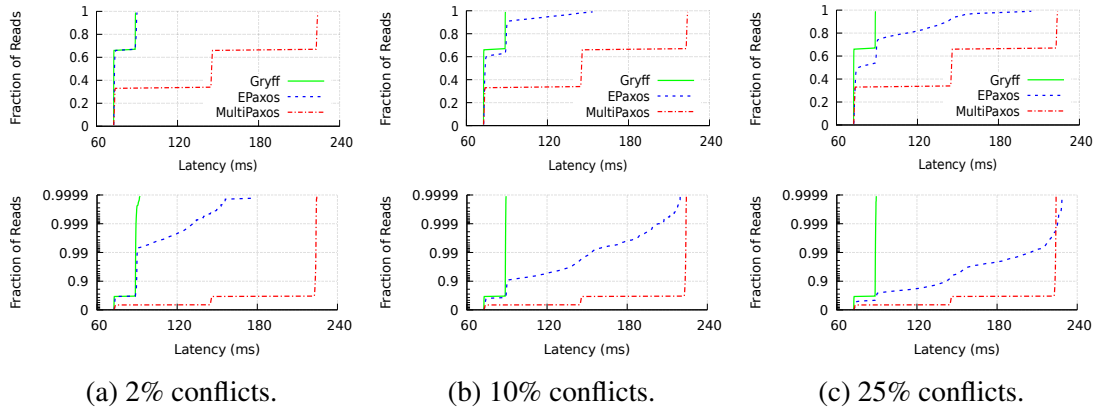 Fraction of Reads
1
0.8
0.6
0.4
0.2
0
Gryff
EPaxos
MultiPaxos
60 120 180 240
Latency (ms)
Fraction of Reads
1
0.8
0.6
0.4
0.2
0
Gryff
EPaxos
MultiPaxos
60 120 180 240
Latency (ms)
Fraction of Reads
1
0.8
0.6
0.4
0.2
0
Gryff
EPaxos
MultiPaxos
60 120 180 240
Latency (ms)
Fraction of Reads
0.9999
0.999
0.99
0.9
0
60 120 180 240
Latency (ms)
Fraction of Reads
0.9999
0.999
0.99
0.9
0
60 120 180 240
Latency (ms)
Fraction of Reads
0.9999
0.999
0.99
0.9
0
60 120 180 240
Latency (ms)
(a) 2% conflicts.
(b) 10% conflicts.
(c) 25% conflicts.